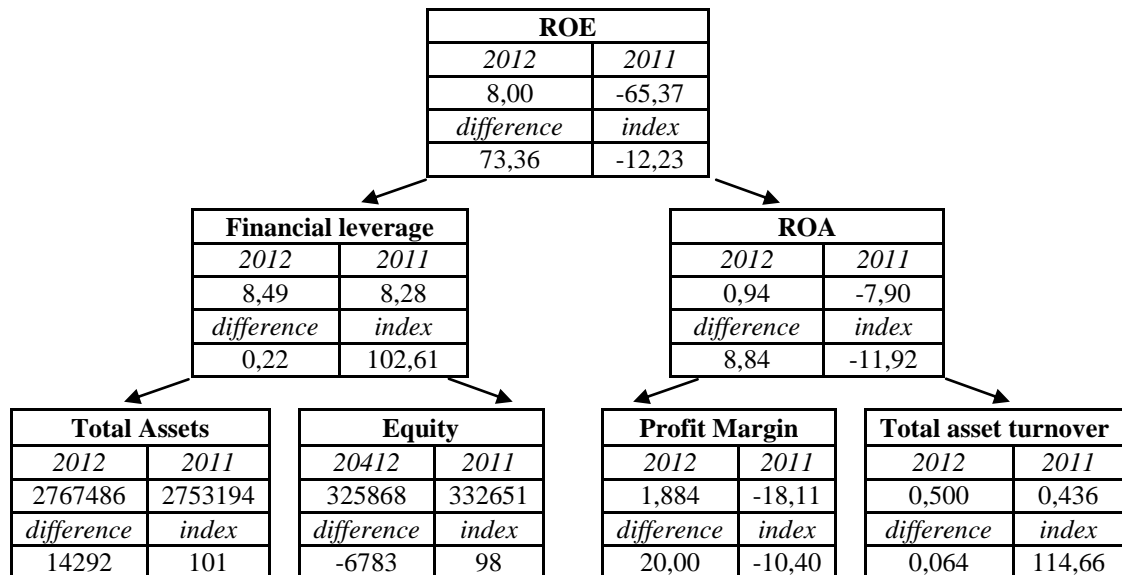 ROE
2012 2011
8,00 -65,37
difference index
73,36 -12,23
Financial leverage
2012 2011
8,49 8,28
difference index
0,22 102,61
ROA
2012 2011
0,94 -7,90
difference index
8,84 -11,92
Total Assets
2012 2011
2767486 2753194
difference index
14292 101
Equity
20412 2011
325868 332651
difference index
-6783 98
Profit Margin
2012 2011
1,884 -18,11
difference index
20,00 -10,40
Total asset turnover
2012 2011
0,500 0,436
difference index
0,064 114,66